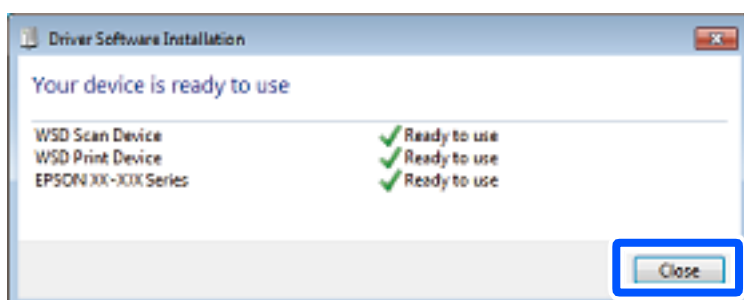 Driver Software Installation
Your device is ready to use
WSD Scan Device Ready to use
WSD Print Device Ready to use
EPSON XX-XXX Series Ready to use
Close